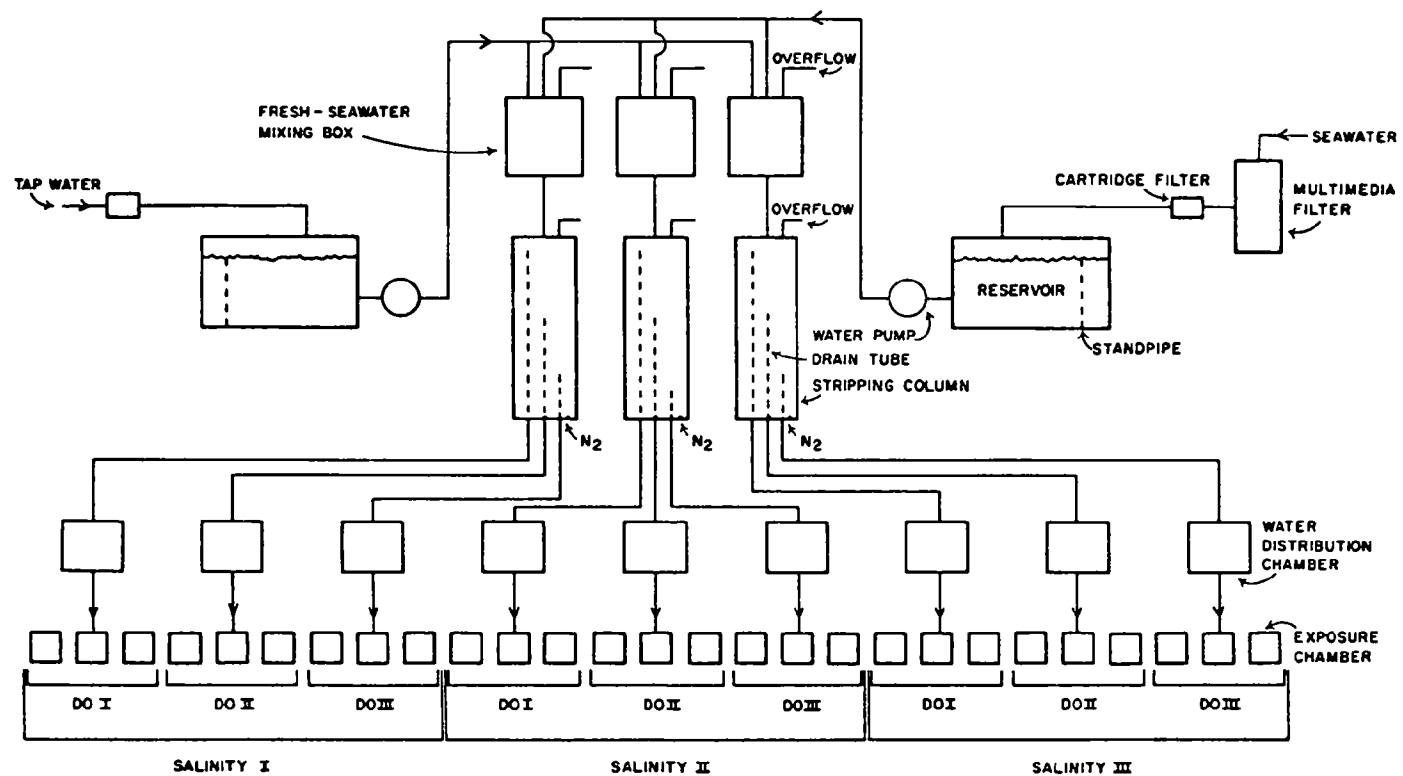 OVERFLOW
FRESH-SEAWATER
MIXING BOX
SEAWATER
TAP WATER
CARTRIDGE FILTER
MULTIMEDIA
FILTER
OVERFLOW
RESERVOIR
WATER PUMP
DRAIN TUBE
STANDPIPE
STRIPPING COLUMN
N2
N2
N2
WATER
DISTRIBUTION
CHAMBER
EXPOSURE
CHAMBER
DO I
DO II
DO III
DO I
DO II
DO III
DO I
DO II
DO III
SALINITY I
SALINITY II
SALINITY III